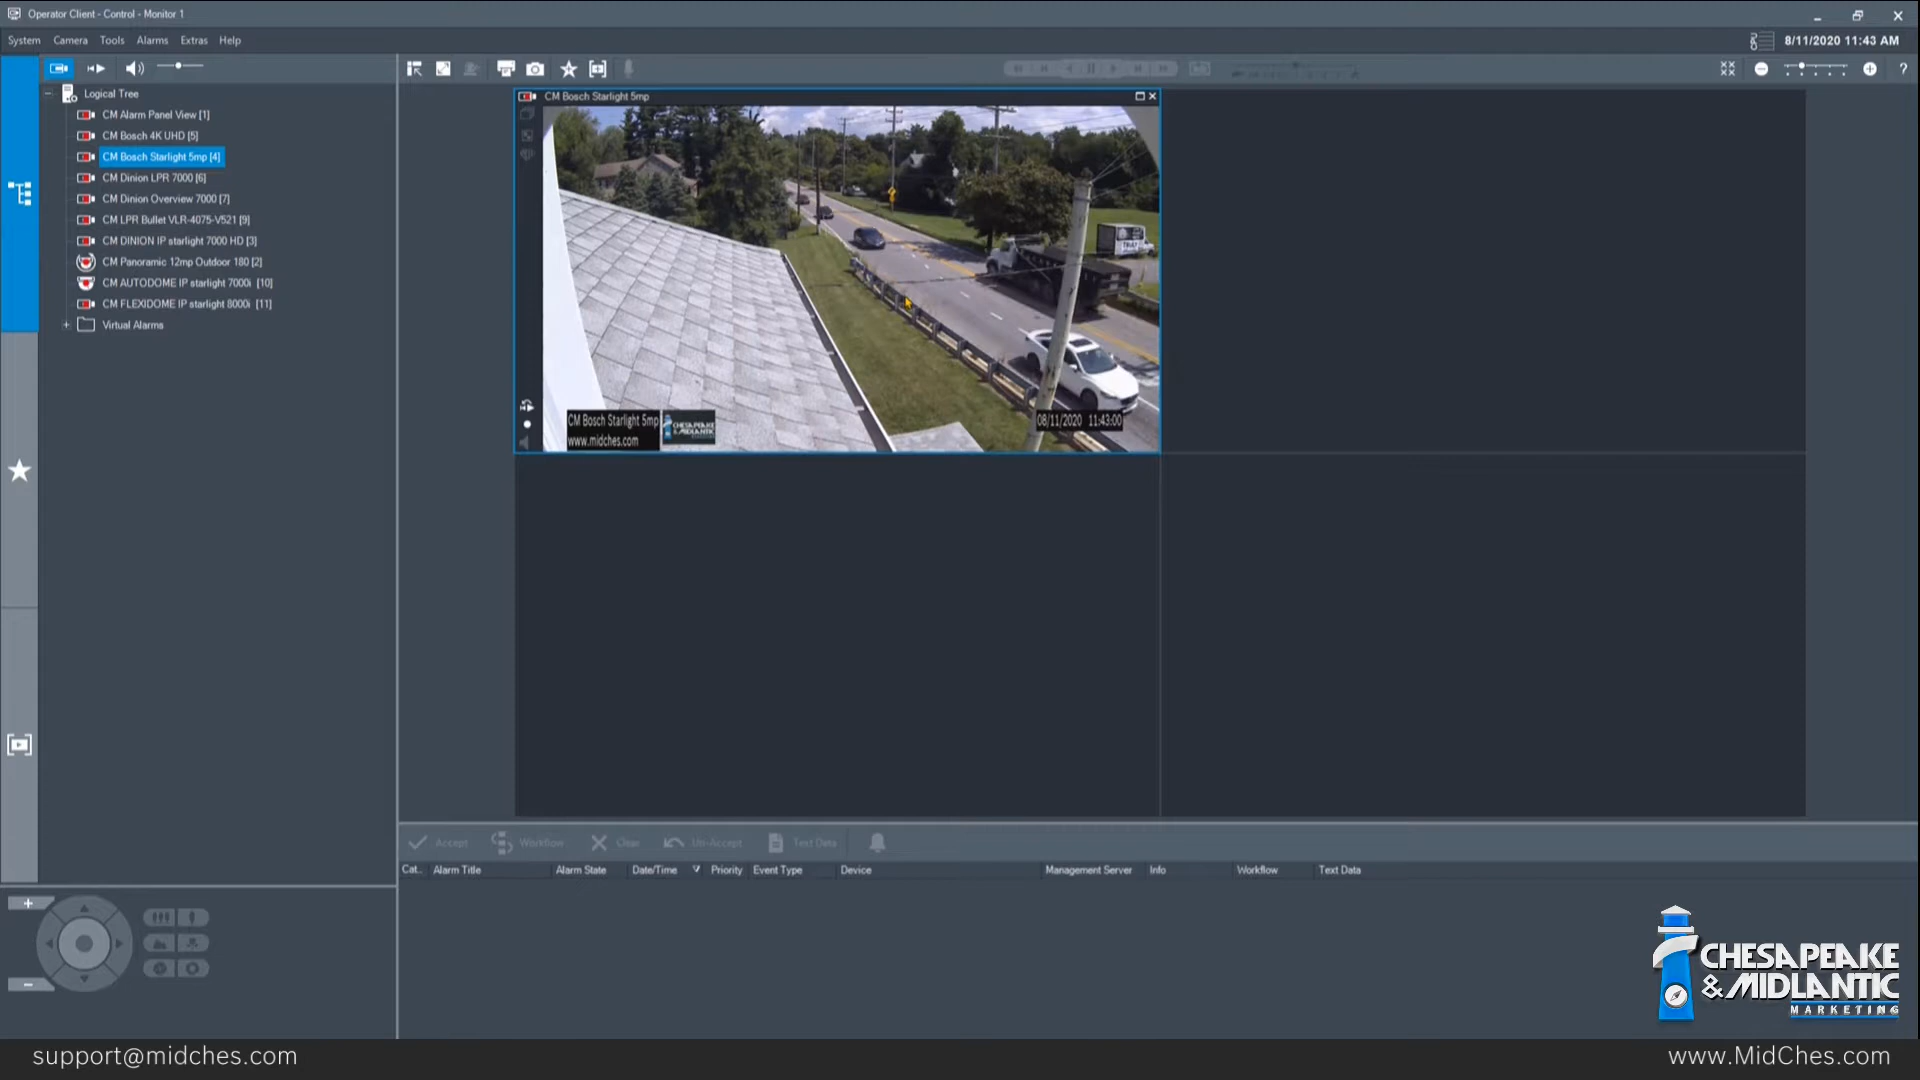 Operator Client - Control - Monitor 1
System Camera Tools Alarms Extras Help
8/11/2020 11:43 AM
Logical Tree
CM Alarm Panel View [1]
CM Bosch 4K UHD [5]
CM Bosch Starlight 5mp [4]
CM Dinion LPR 7000 [6]
CM Dinion Overview 7000 [7]
CM LPR Bullet VLR-4075-V521 [9]
CM DINION IP starlight 7000 HD [3]
CM Panoramic 12mp Outdoor 180 [2]
CM AUTODOME IP starlight 7000i [10]
CM FLEXIDOME IP starlight 8000i [11]
Virtual Alarms
CM Bosch Starlight 5mp
CM Bosch Starlight 5mp
www.midches.com
CHESAPEAKE
& MIDLANTIC
08/11/2020 11:43:00
Accept Workflow Clear Un-Accept Text Data
Cat.. Alarm Title Alarm State Date/Time Priority Event Type Device Management Server Info Workflow Text Data
CHESAPEAKE
& MIDLANTIC
MARKETING
support@midches.com
www.MidChes.com